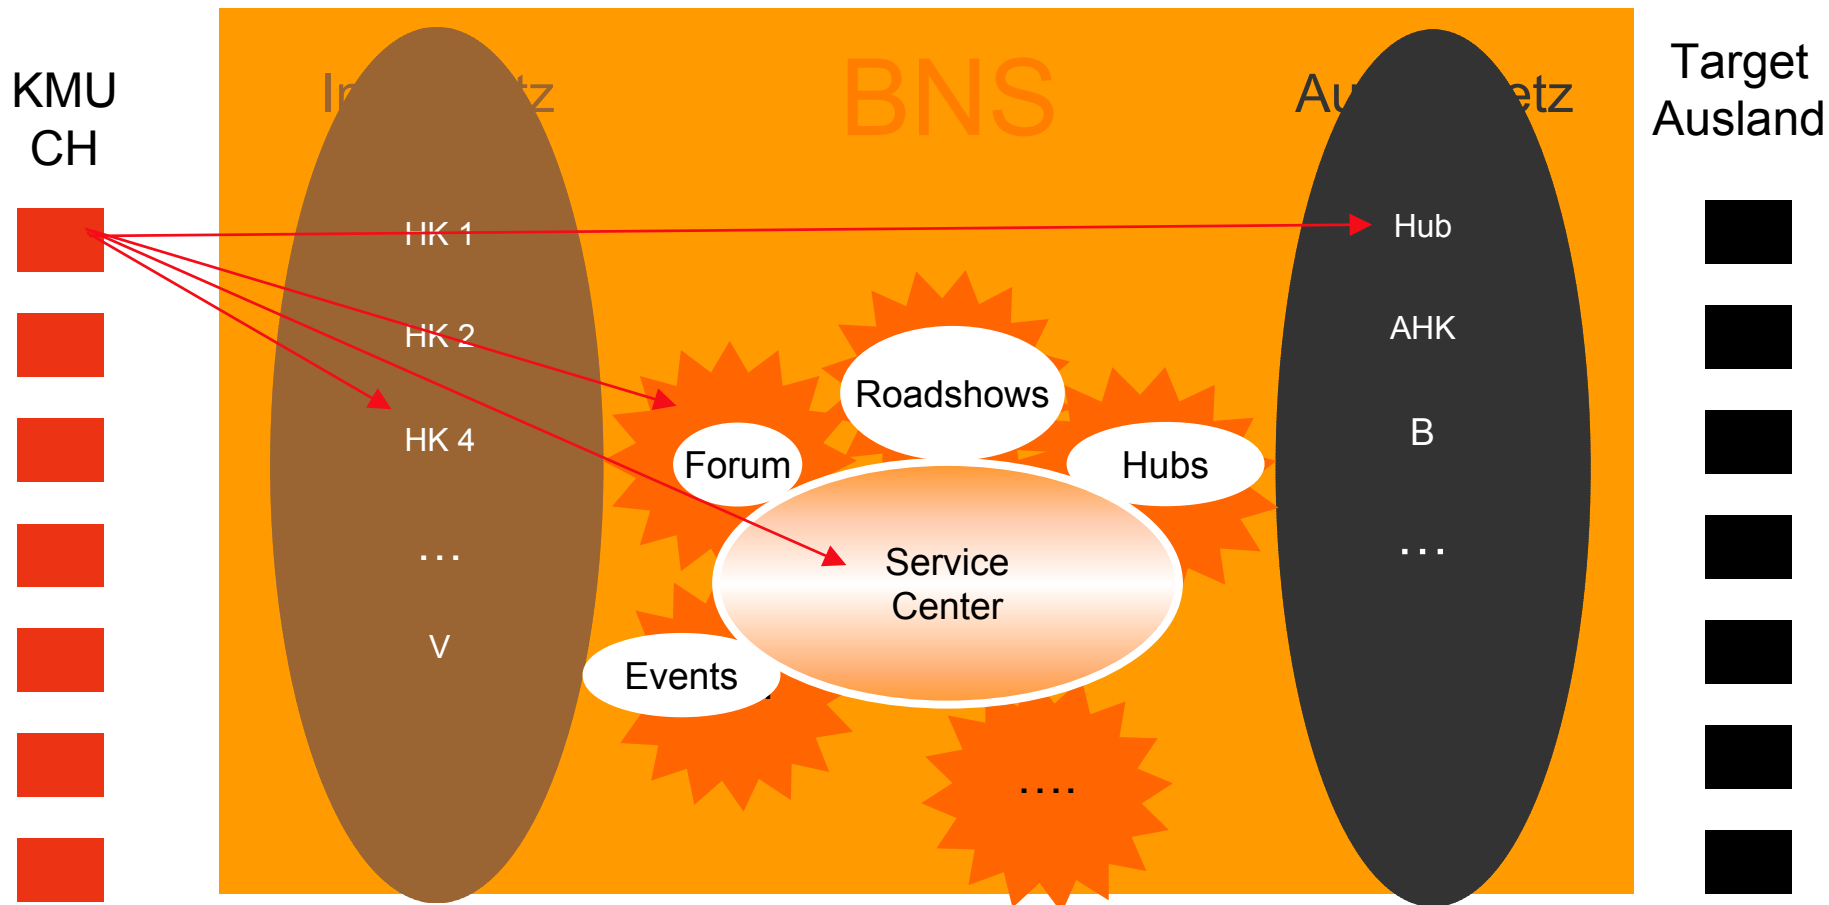 KMU
CH
BNS
Target
Ausland
HK 1
HK 2
HK 4
...
V
Roadshows
Forum
Hubs
Service
Center
Events
....
Hub
AHK
B
...